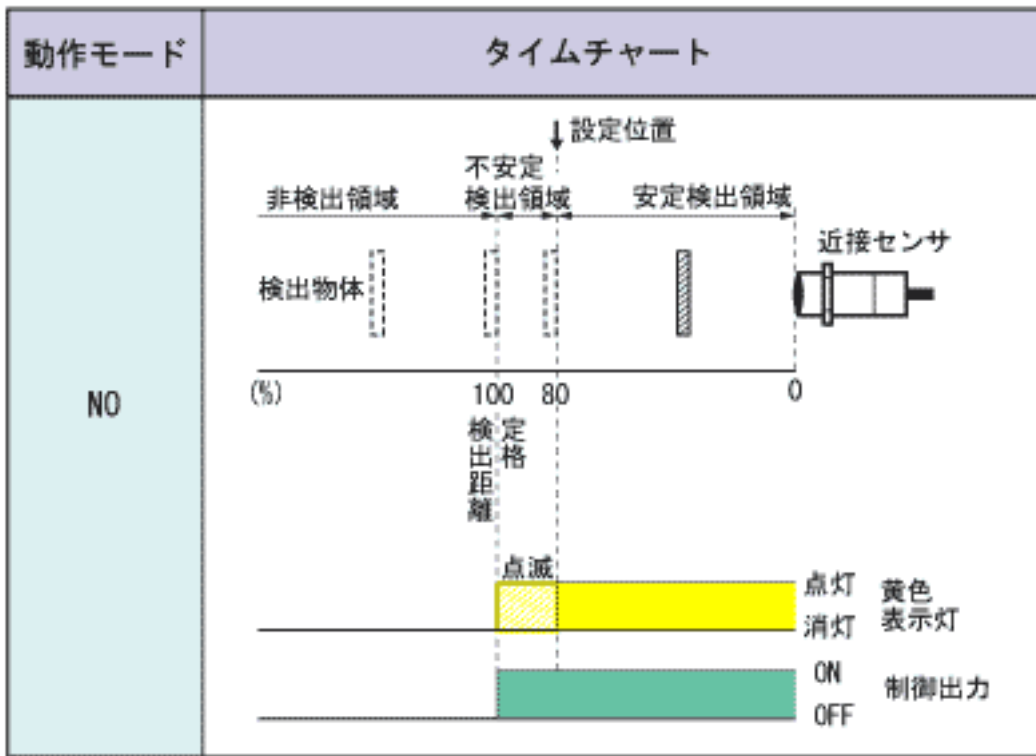 動作モード
タイムチャート
設定位置
不安定
検出領域
非検出領域
安定検出領域
近接センサ
検出物体
NO
(%)
100
80
0
定格
検出距離
点滅
点灯
消灯
黄色
表示灯
ON
OFF
制御出力